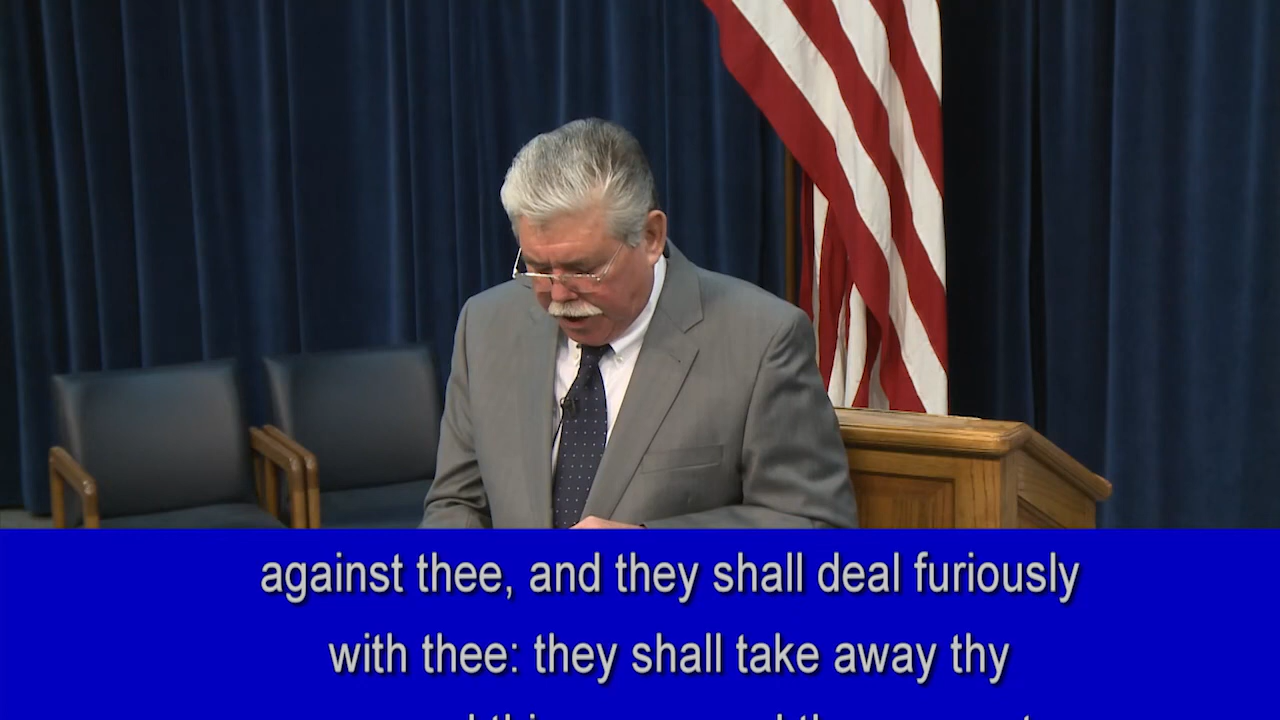 against thee, and they shall deal furiously
with thee: they shall take away thy